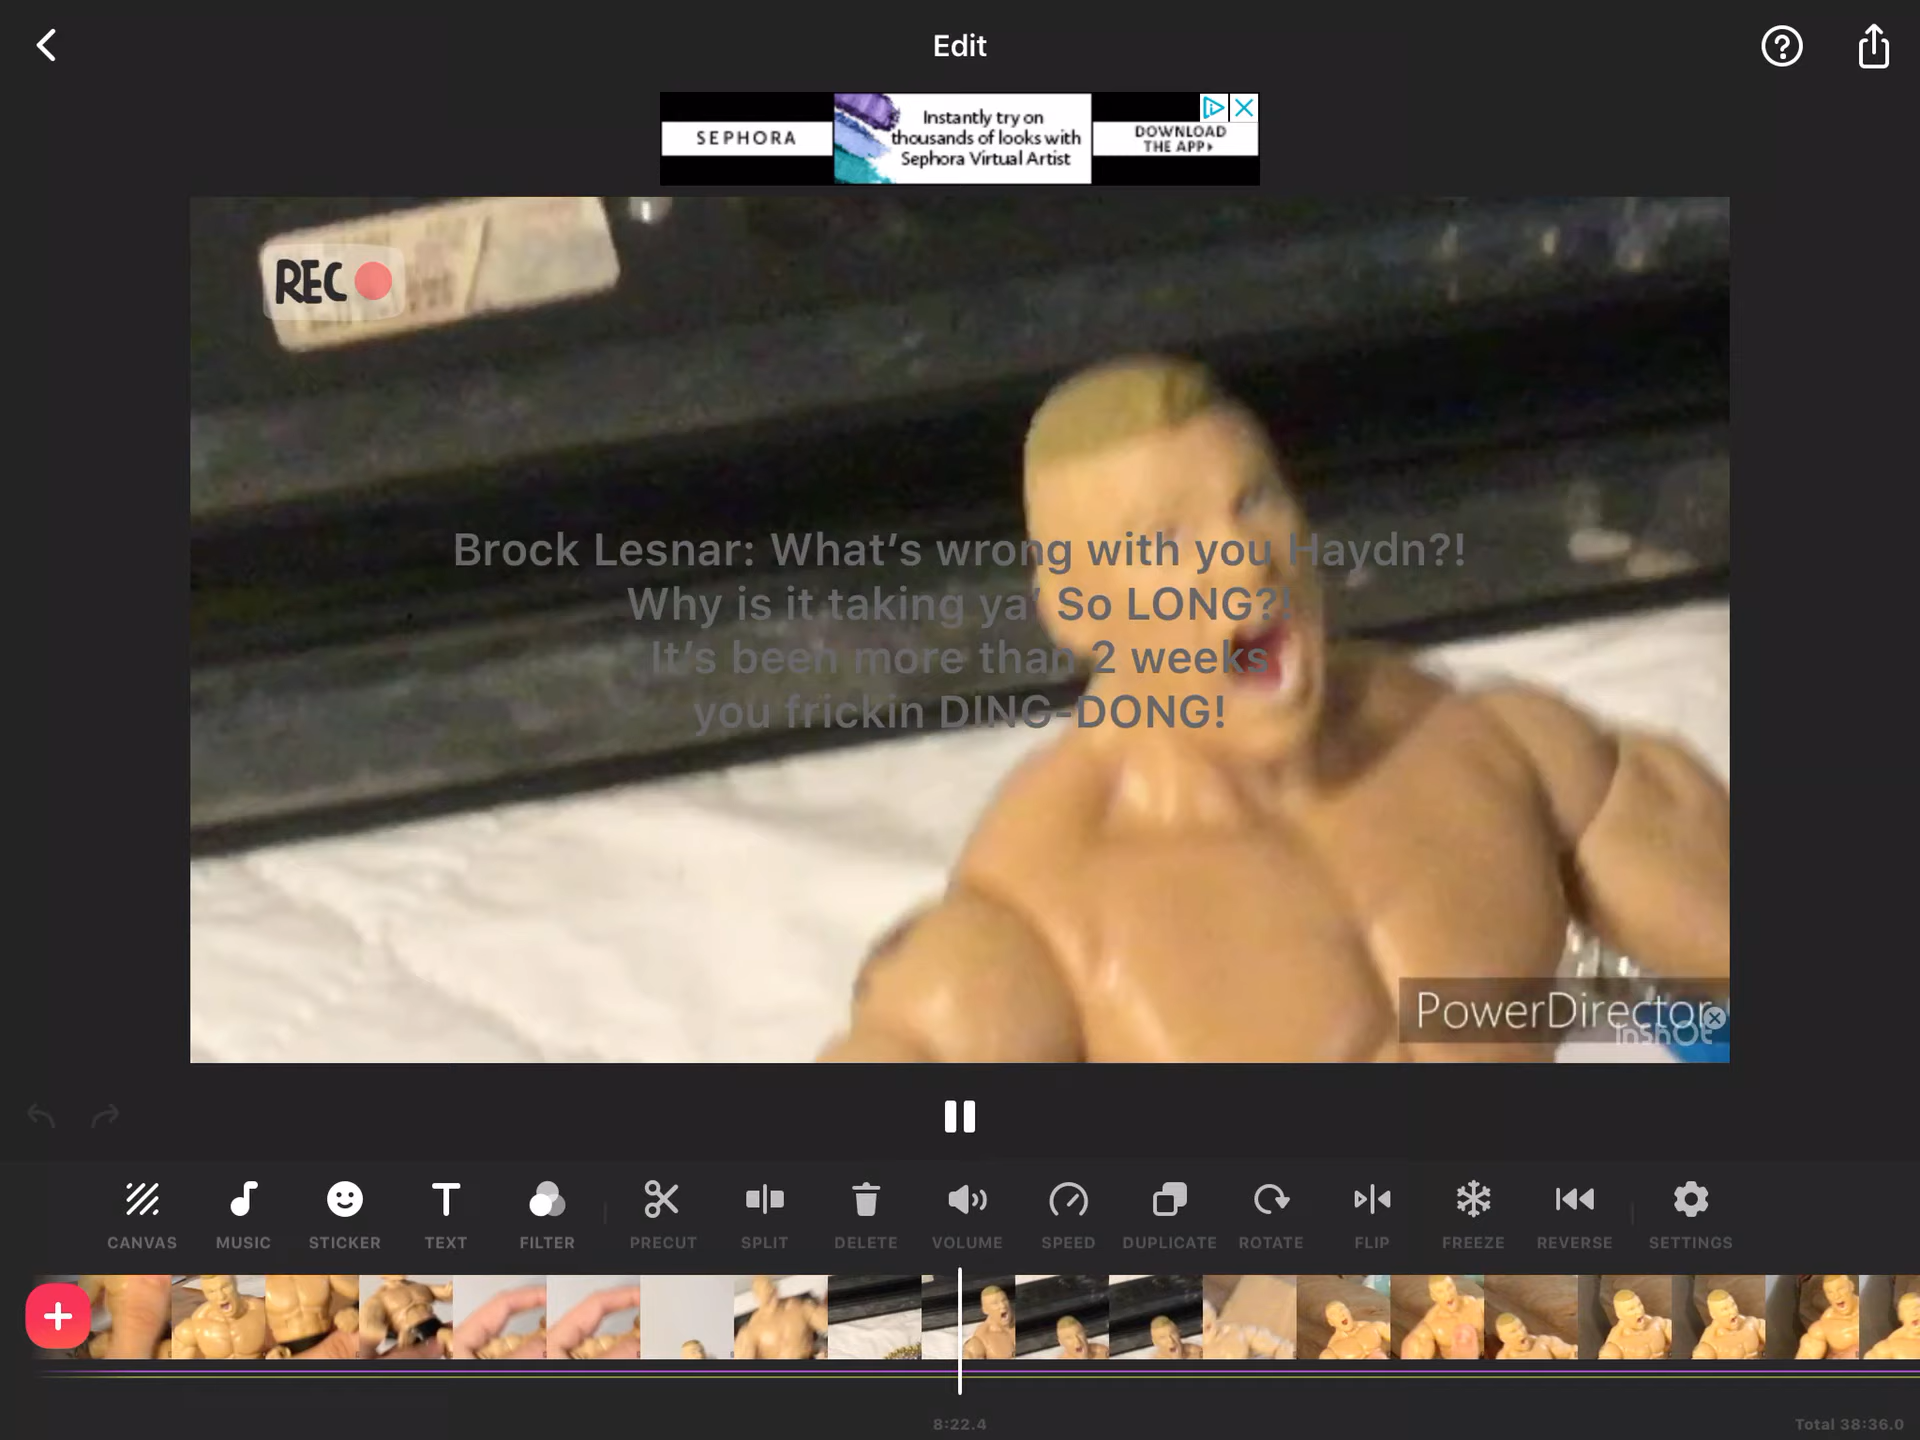 Edit
SEPHORA
Instantly try on
thousands of looks with
Sephora Virtual Artist
DOWNLOAD
THE APP
REC
Brock Lesnar: What’s wrong with you Haydn?!
Why is it taking ya’ So LONG?!
It’s been more than 2 weeks
you frickin DING-DONG!
PowerDirector
InShOt
CANVAS
MUSIC
STICKER
TEXT
FILTER
PRECUT
SPLIT
DELETE
VOLUME
SPEED
DUPLICATE
ROTATE
FLIP
FREEZE
REVERSE
SETTINGS
8:22.4
Total 38:36.0